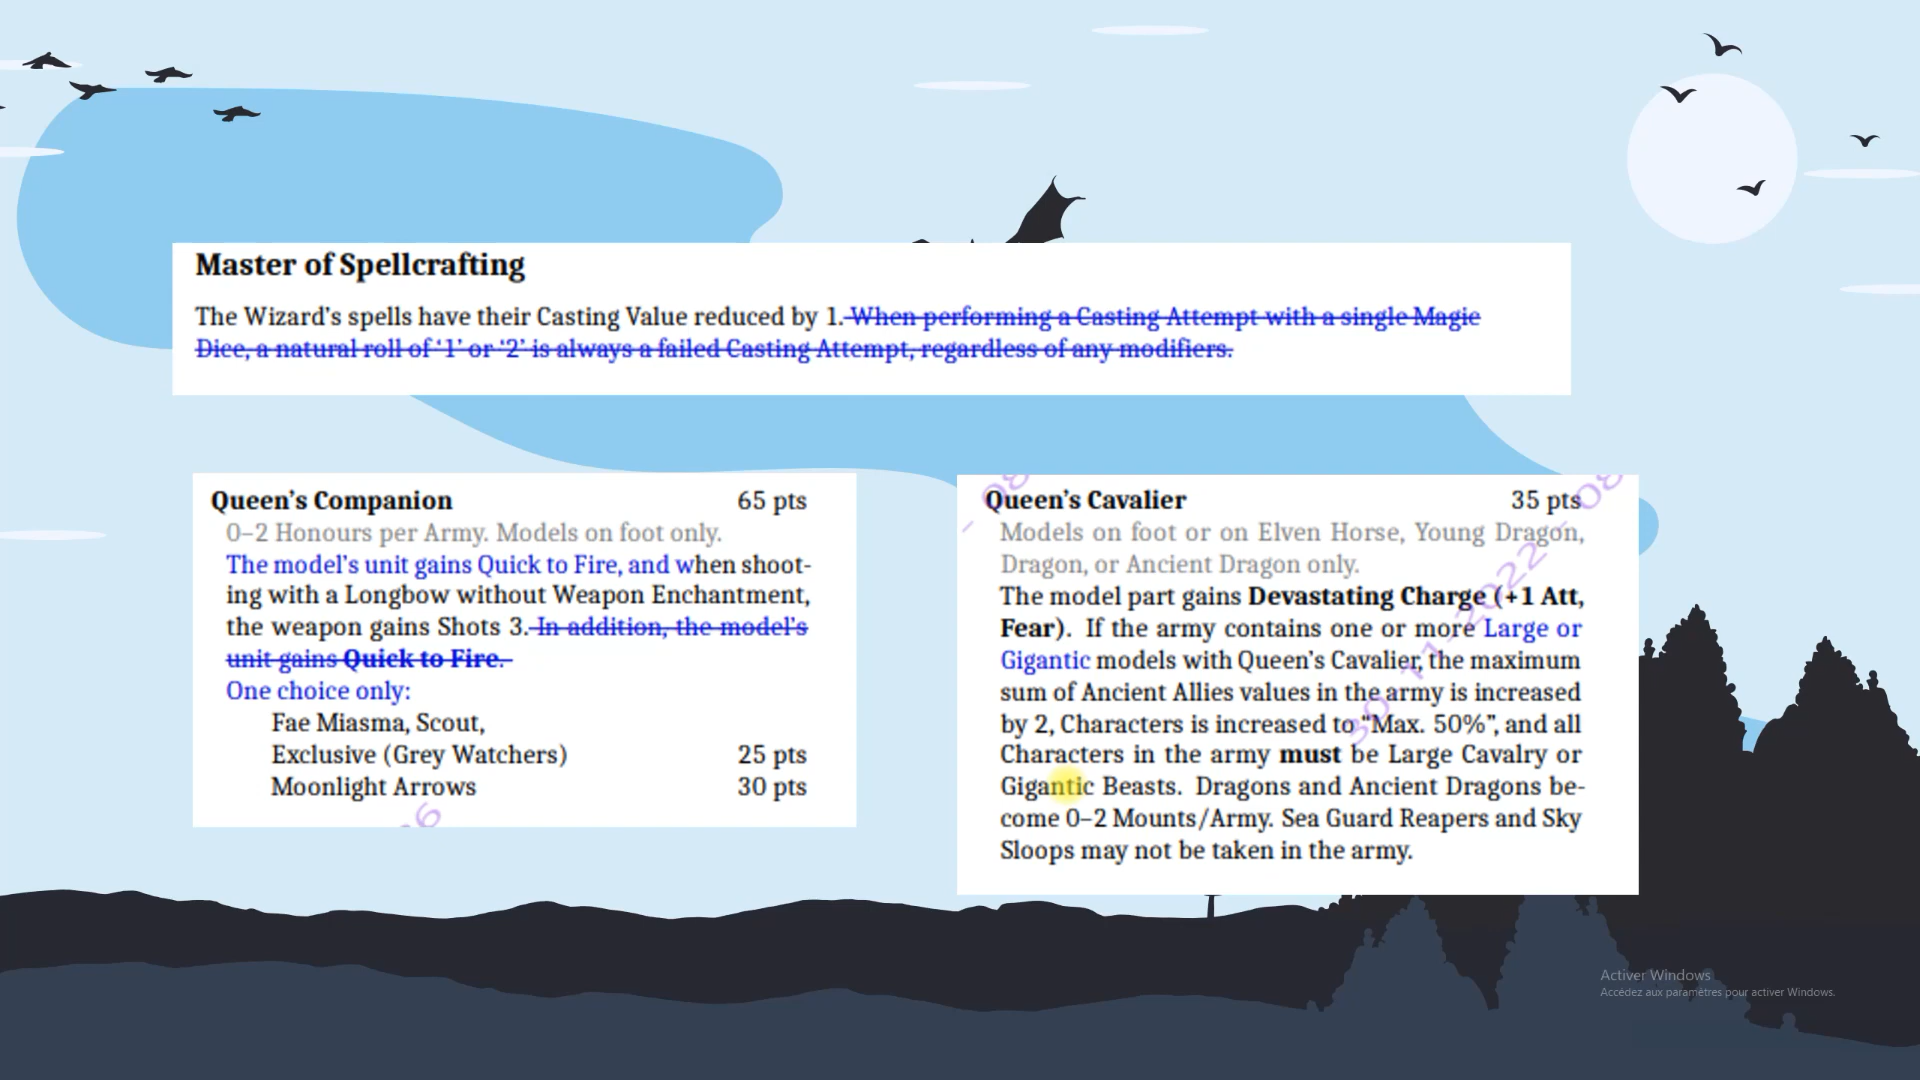 Master of Spellcrafting
The Wizard's spells have their Casting Value reduced by 1. When performing a Casting Attempt with a single Magic
Dice, a natural roll of ‘1’ or ‘2’ is always a failed Casting Attempt, regardless of any modifiers.
Queen's Companion 65 pts
0–2 Honours per Army. Models on foot only.
The model's unit gains Quick to Fire, and when shoot-
ing with a Longbow without Weapon Enchantment,
the weapon gains Shots 3. In addition, the model's
unit gains Quick to Fire.
One choice only:
Fae Miasma, Scout,
Exclusive (Grey Watchers) 25 pts
Moonlight Arrows 30 pts
Queen's Cavalier 35 pts
Models on foot or on Elven Horse, Young Dragon,
Dragon, or Ancient Dragon only.
The model part gains Devastating Charge (+1 Att,
Fear). If the army contains one or more Large or
Gigantic models with Queen's Cavalier, the maximum
sum of Ancient Allies values in the army is increased
by 2, Characters is increased to “Max. 50%”, and all
Characters in the army must be Large Cavalry or
Gigantic Beasts. Dragons and Ancient Dragons be-
come 0–2 Mounts/Army. Sea Guard Reapers and Sky
Sloops may not be taken in the army.
30-11-2022 - 08
Activer Windows
Accédez aux paramètres pour activer Windows.